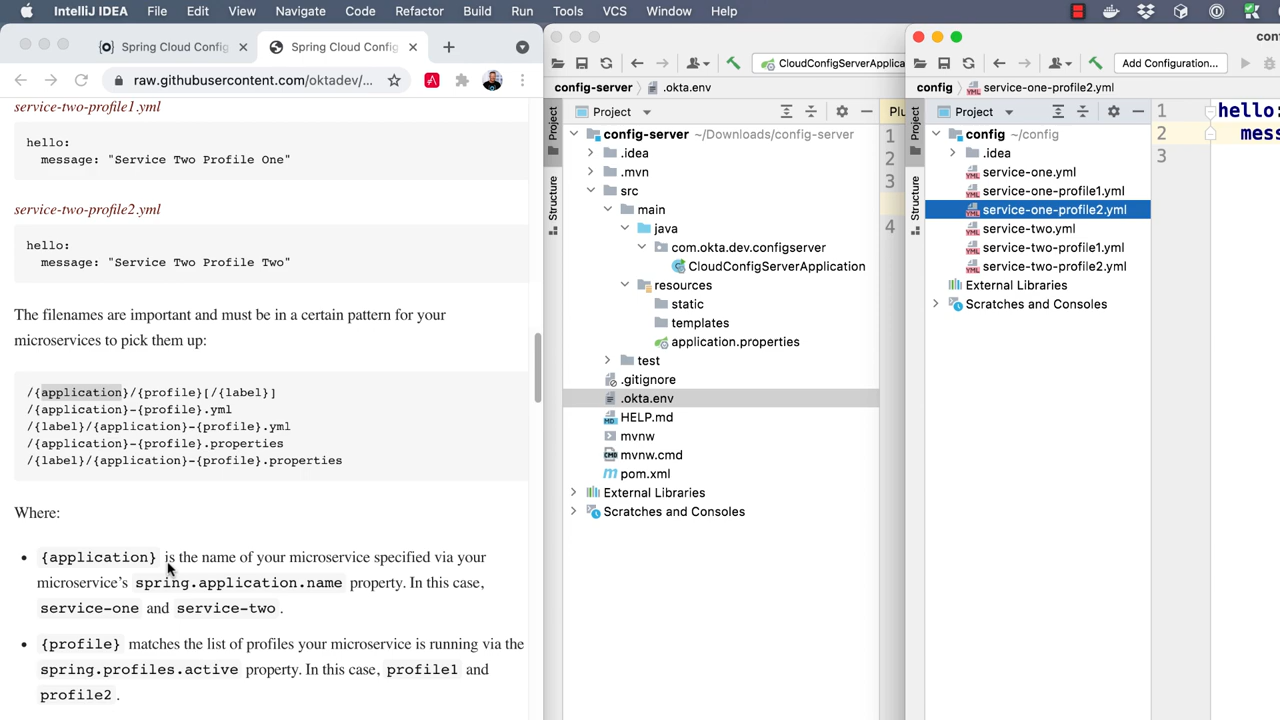 IntelliJ IDEA File Edit View Navigate Code Refactor Build Run Tools VCS Window Help
Spring Cloud Config
Spring Cloud Config
raw.githubusercontent.com/oktadev/...
service-two-profile1.yml
hello:
message: "Service Two Profile One"
service-two-profile2.yml
hello:
message: "Service Two Profile Two"
The filenames are important and must be in a certain pattern for your
microservices to pick them up:
/{application}/{profile}[/{label}]
/{application}-{profile}.yml
/{label}/{application}-{profile}.yml
/{application}-{profile}.properties
/{label}/{application}-{profile}.properties
Where:
{application} is the name of your microservice specified via your
microservice's spring.application.name property. In this case,
service-one and service-two .
{profile} matches the list of profiles your microservice is running via the
spring.profiles.active property. In this case, profile1 and
profile2 .
CloudConfigServerApplica
config-server .okta.env
Project
Project
Structure
Plu
config-server ~/Downloads/config-server
.idea
.mvn
src
main
java
com.okta.dev.configserver
CloudConfigServerApplication
resources
static
templates
application.properties
test
.gitignore
.okta.env
HELP.md
mvnw
mvnw.cmd
pom.xml
External Libraries
Scratches and Consoles
1
2
3
4
con
Add Configuration...
config service-one-profile2.yml
Project
Project
Structure
config ~/config
.idea
service-one.yml
service-one-profile1.yml
service-one-profile2.yml
service-two.yml
service-two-profile1.yml
service-two-profile2.yml
External Libraries
Scratches and Consoles
1 hello:
2 mess
3